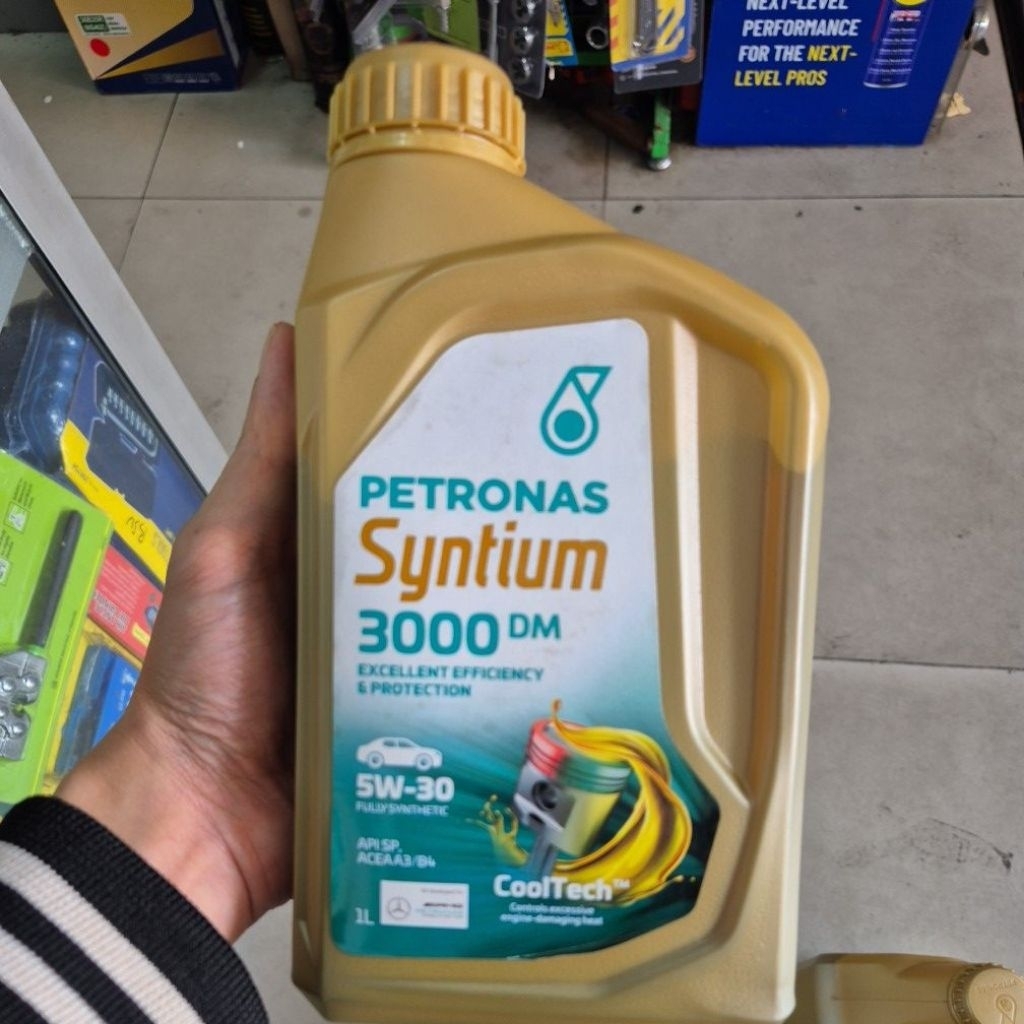 NEXT-LEVEL
PERFORMANCE
FOR THE NEXT-
LEVEL PROS
PETRONAS
Syntium
3000 DM
EXCELLENT EFFICIENCY
& PROTECTION
5W-30
FULLY SYNTHETIC
API SP,
ACEA A3/B4
1L
CoolTech™
Controls excessive
engine-damaging heat